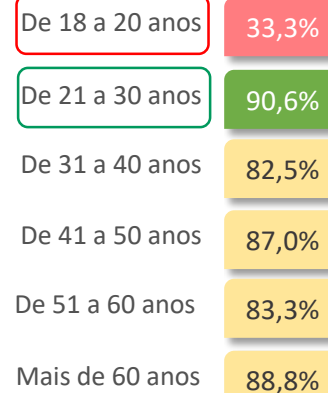 De 18 a 20 anos 33,3%
De 21 a 30 anos 90,6%
De 31 a 40 anos 82,5%
De 41 a 50 anos 87,0%
De 51 a 60 anos 83,3%
Mais de 60 anos 88,8%